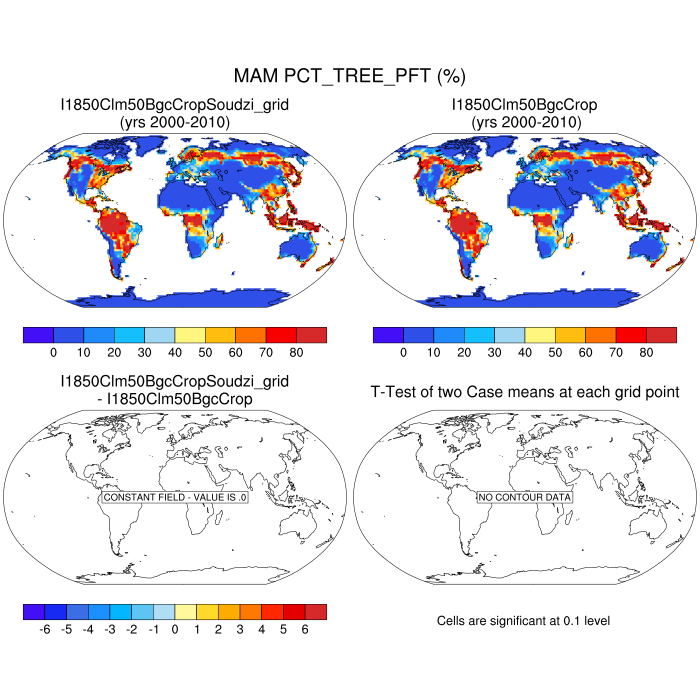 MAM PCT_TREE_PFT (%)
I1850Clm50BgcCropSoudzi_grid
(yrs 2000-2010)
I1850Clm50BgcCrop
(yrs 2000-2010)
0 10 20 30 40 50 60 70 80
0 10 20 30 40 50 60 70 80
I1850Clm50BgcCropSoudzi_grid
- I1850Clm50BgcCrop
T-Test of two Case means at each grid point
CONSTANT FIELD - VALUE IS .0
NO CONTOUR DATA
-6 -5 -4 -3 -2 -1 0 1 2 3 4 5 6
Cells are significant at 0.1 level